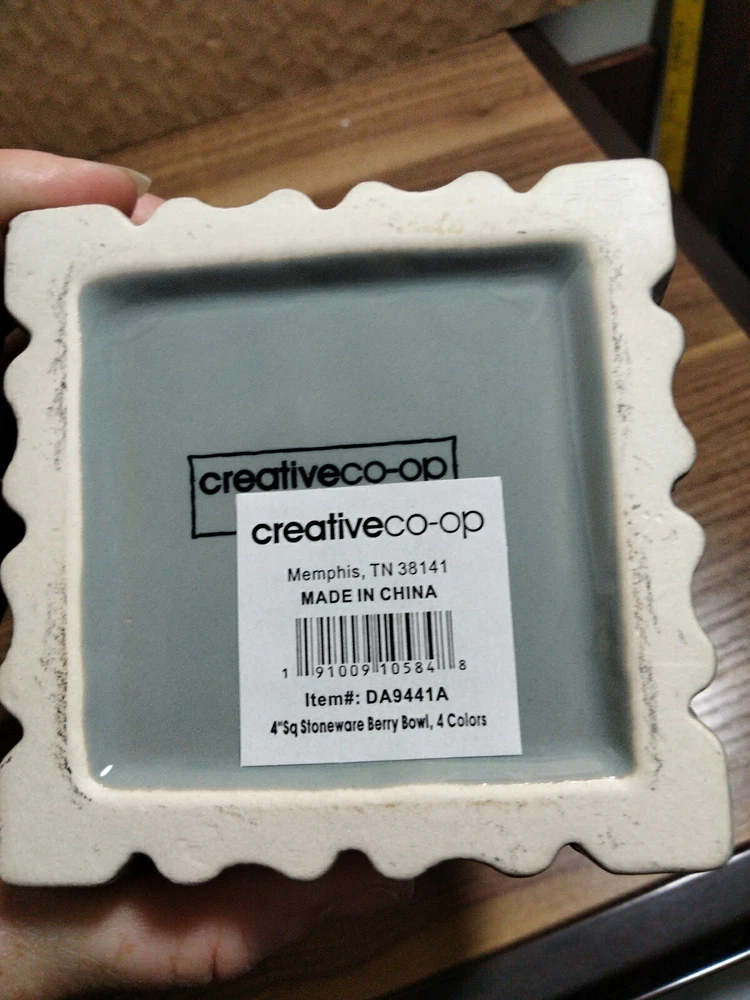 creativeco-op
creativeco-op
Memphis, TN 38141
MADE IN CHINA
1 91009 10584 8
Item#: DA9441A
4"Sq Stoneware Berry Bowl, 4 Colors